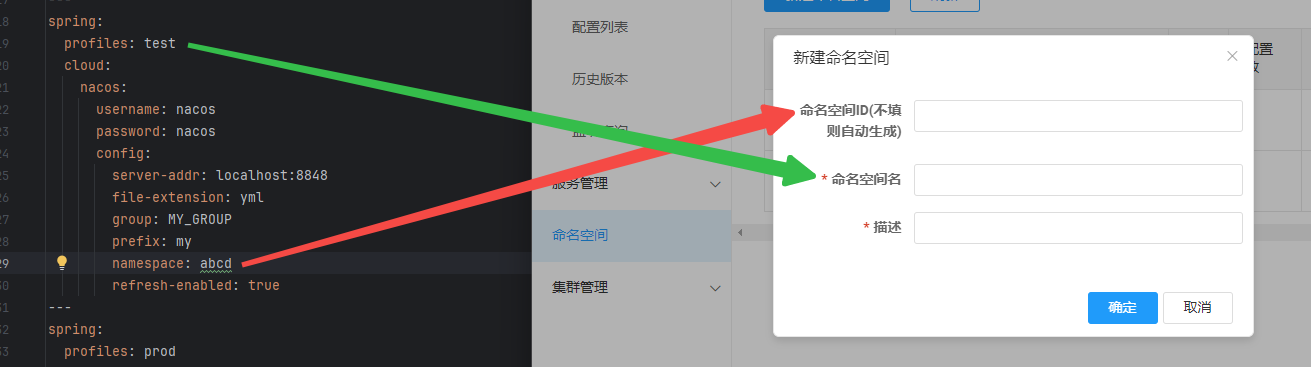 spring:
profiles: test
cloud:
nacos:
username: nacos
password: nacos
config:
server-addr: localhost:8848
file-extension: yml
group: MY_GROUP
prefix: my
namespace: abcd
refresh-enabled: true
---
spring:
profiles: prod
18
19
20
21
22
23
24
25
26
27
28
29
30
31
32
33
配置列表
历史版本
服务管理
命名空间
集群管理
配置
新建命名空间
命名空间ID(不填
则自动生成)
* 命名空间名
* 描述
确定
取消